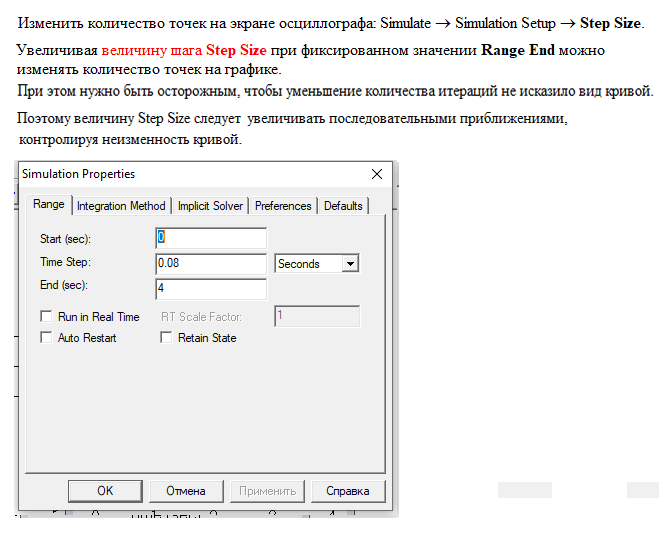 Изменить количество точек на экране осциллографа: Simulate → Simulation Setup → Step Size.
Увеличивая величину шага Step Size при фиксированном значении Range End можно
изменять количество точек на графике.
При этом нужно быть осторожным, чтобы уменьшение количества итераций не исказило вид кривой.
Поэтому величину Step Size следует увеличивать последовательными приближениями,
контролируя неизменность кривой.
Simulation Properties
Range Integration Method Implicit Solver Preferences Defaults
Start (sec): 0
Time Step: 0.08 Seconds
End (sec): 4
Run in Real Time RT Scale Factor: 1
Auto Restart Retain State
OK Отмена Применить Справка